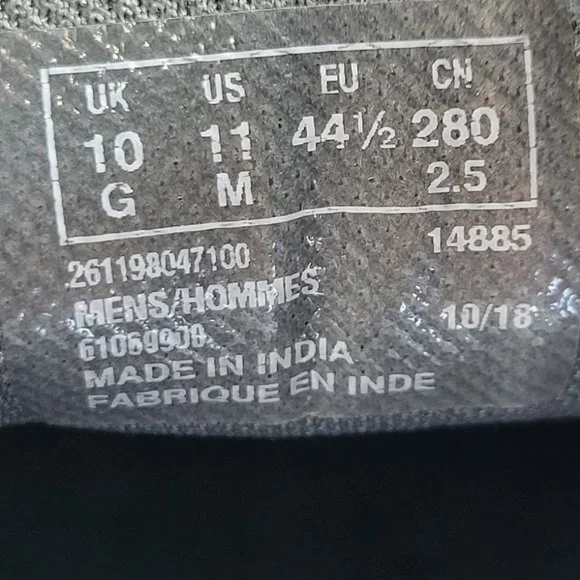 UK US EU CN
10 11 44½ 280
G M 2.5
261198047100 14885
MENS/HOMMES
10/18
MADE IN INDIA
FABRIQUE EN INDE